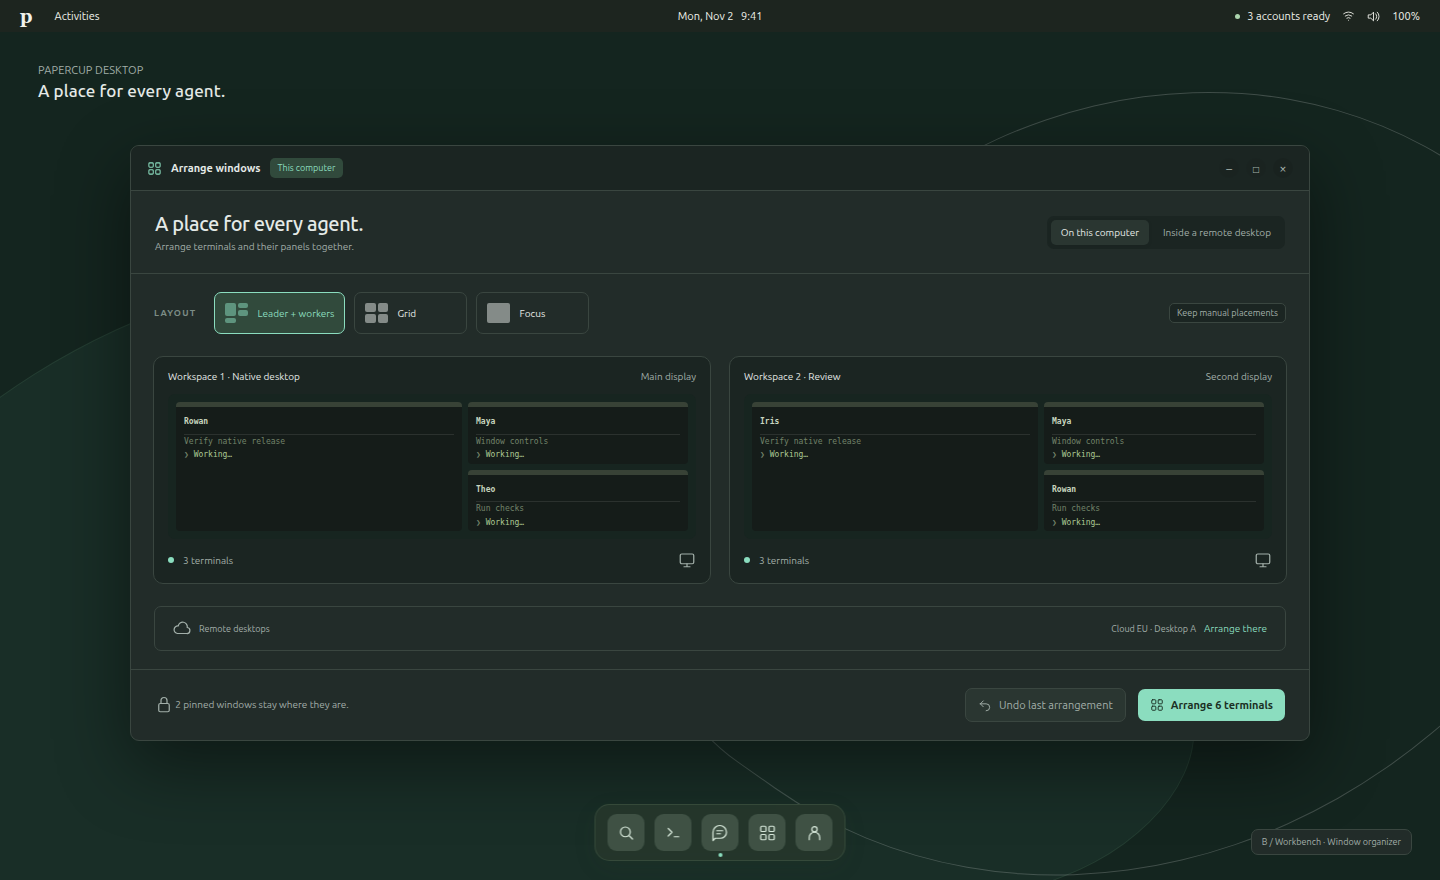 p Activities Mon, Nov 2 9:41 3 accounts ready 100%
PAPERCUP DESKTOP
A place for every agent.
Arrange windows This computer
A place for every agent.
Arrange terminals and their panels together.
On this computer Inside a remote desktop
LAYOUT Leader + workers Grid Focus Keep manual placements
Workspace 1 · Native desktop Main display
Rowan
Verify native release
❯ Working…
Maya
Window controls
❯ Working…
Theo
Run checks
❯ Working…
3 terminals
Workspace 2 · Review Second display
Iris
Verify native release
❯ Working…
Maya
Window controls
❯ Working…
Rowan
Run checks
❯ Working…
3 terminals
Remote desktops Cloud EU · Desktop A Arrange there
2 pinned windows stay where they are. Undo last arrangement Arrange 6 terminals
B / Workbench · Window organizer